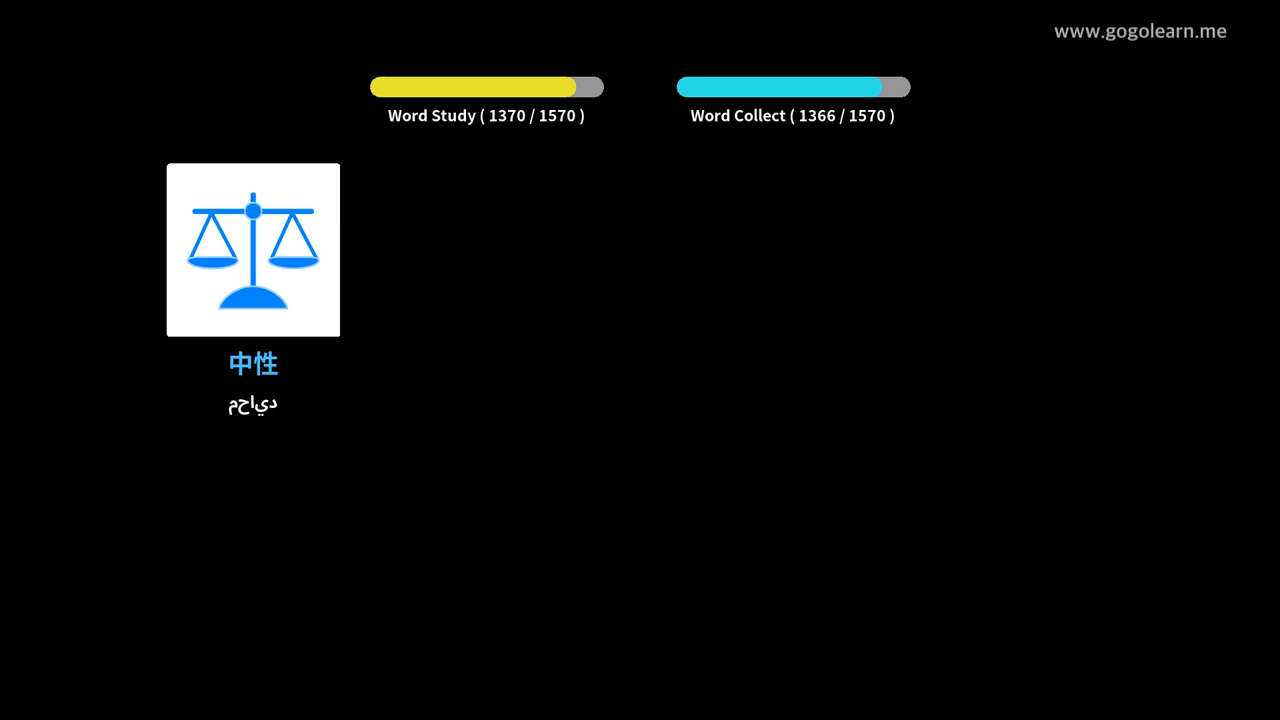 www.gogolearn.me
Word Study ( 1370 / 1570 )
Word Collect ( 1366 / 1570 )
中性
محايد